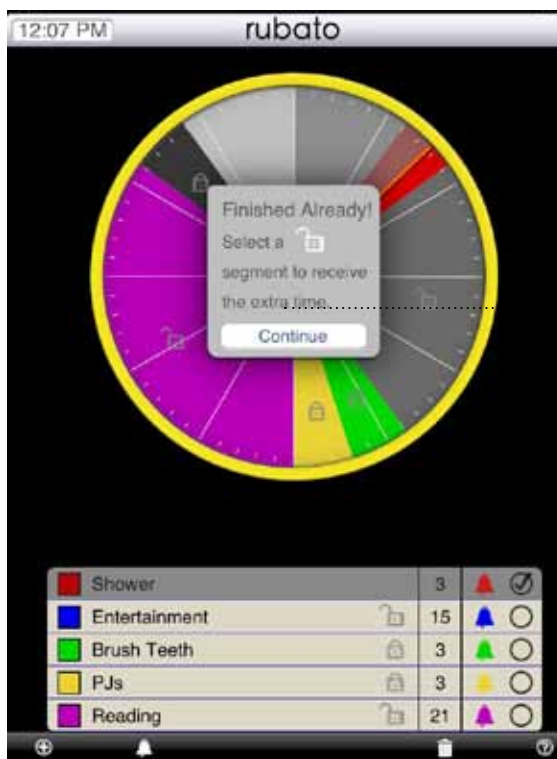 12:07 PM
rubato
Finished Already!
Select a
segment to receive
the extra time.
Continue
Shower 3
Entertainment 15
Brush Teeth 3
PJs 3
Reading 21